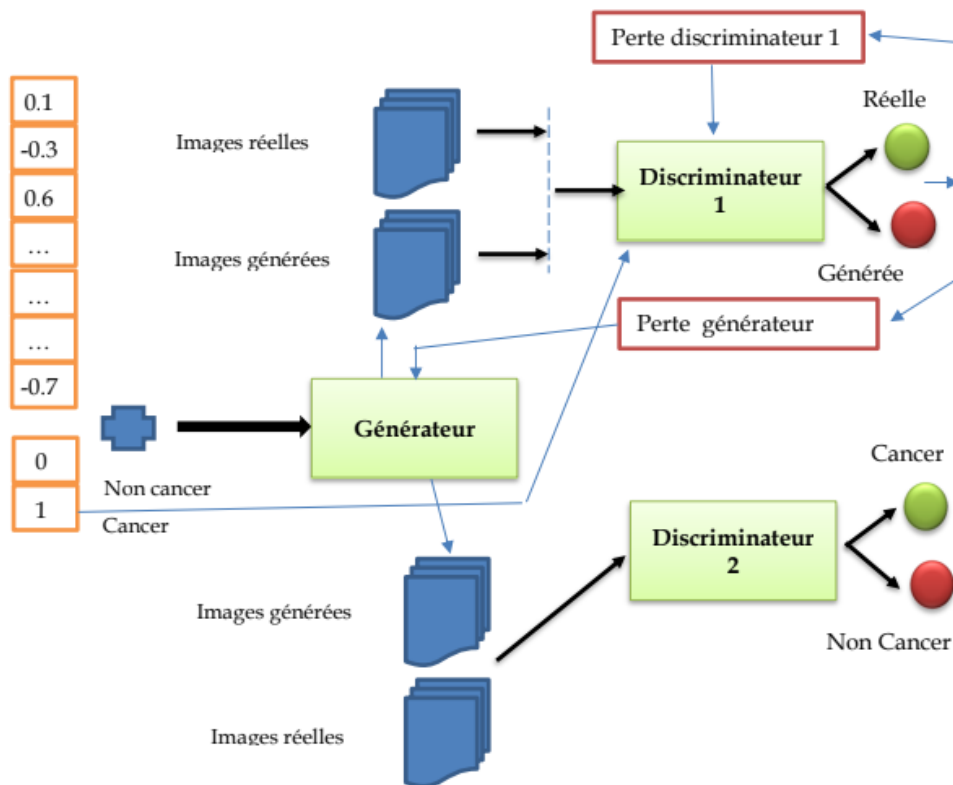 Perte discriminateur 1
0.1
-0.3
0.6
…
…
…
-0.7
0
1
Images réelles
Images générées
Discriminateur
1
Réelle
Générée
Perte générateur
Générateur
Non cancer
Cancer
Discriminateur
2
Cancer
Non Cancer
Images générées
Images réelles